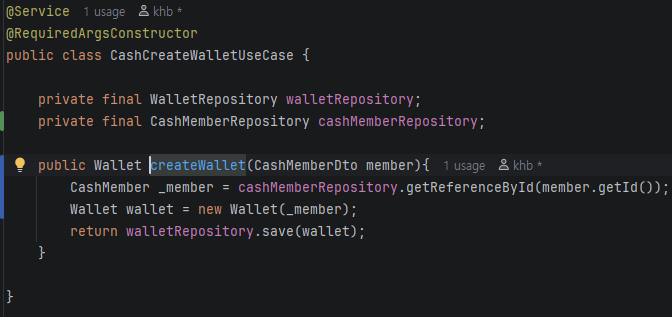 @Service 1 usage khb *
@RequiredArgsConstructor
public class CashCreateWalletUseCase {
private final WalletRepository walletRepository;
private final CashMemberRepository cashMemberRepository;
public Wallet createWallet(CashMemberDto member){ 1 usage khb *
CashMember _member = cashMemberRepository.getReferenceById(member.getId());
Wallet wallet = new Wallet(_member);
return walletRepository.save(wallet);
}
}